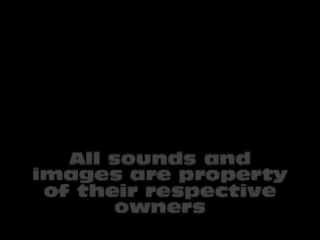 All sounds and
images are property
of their respective
owners